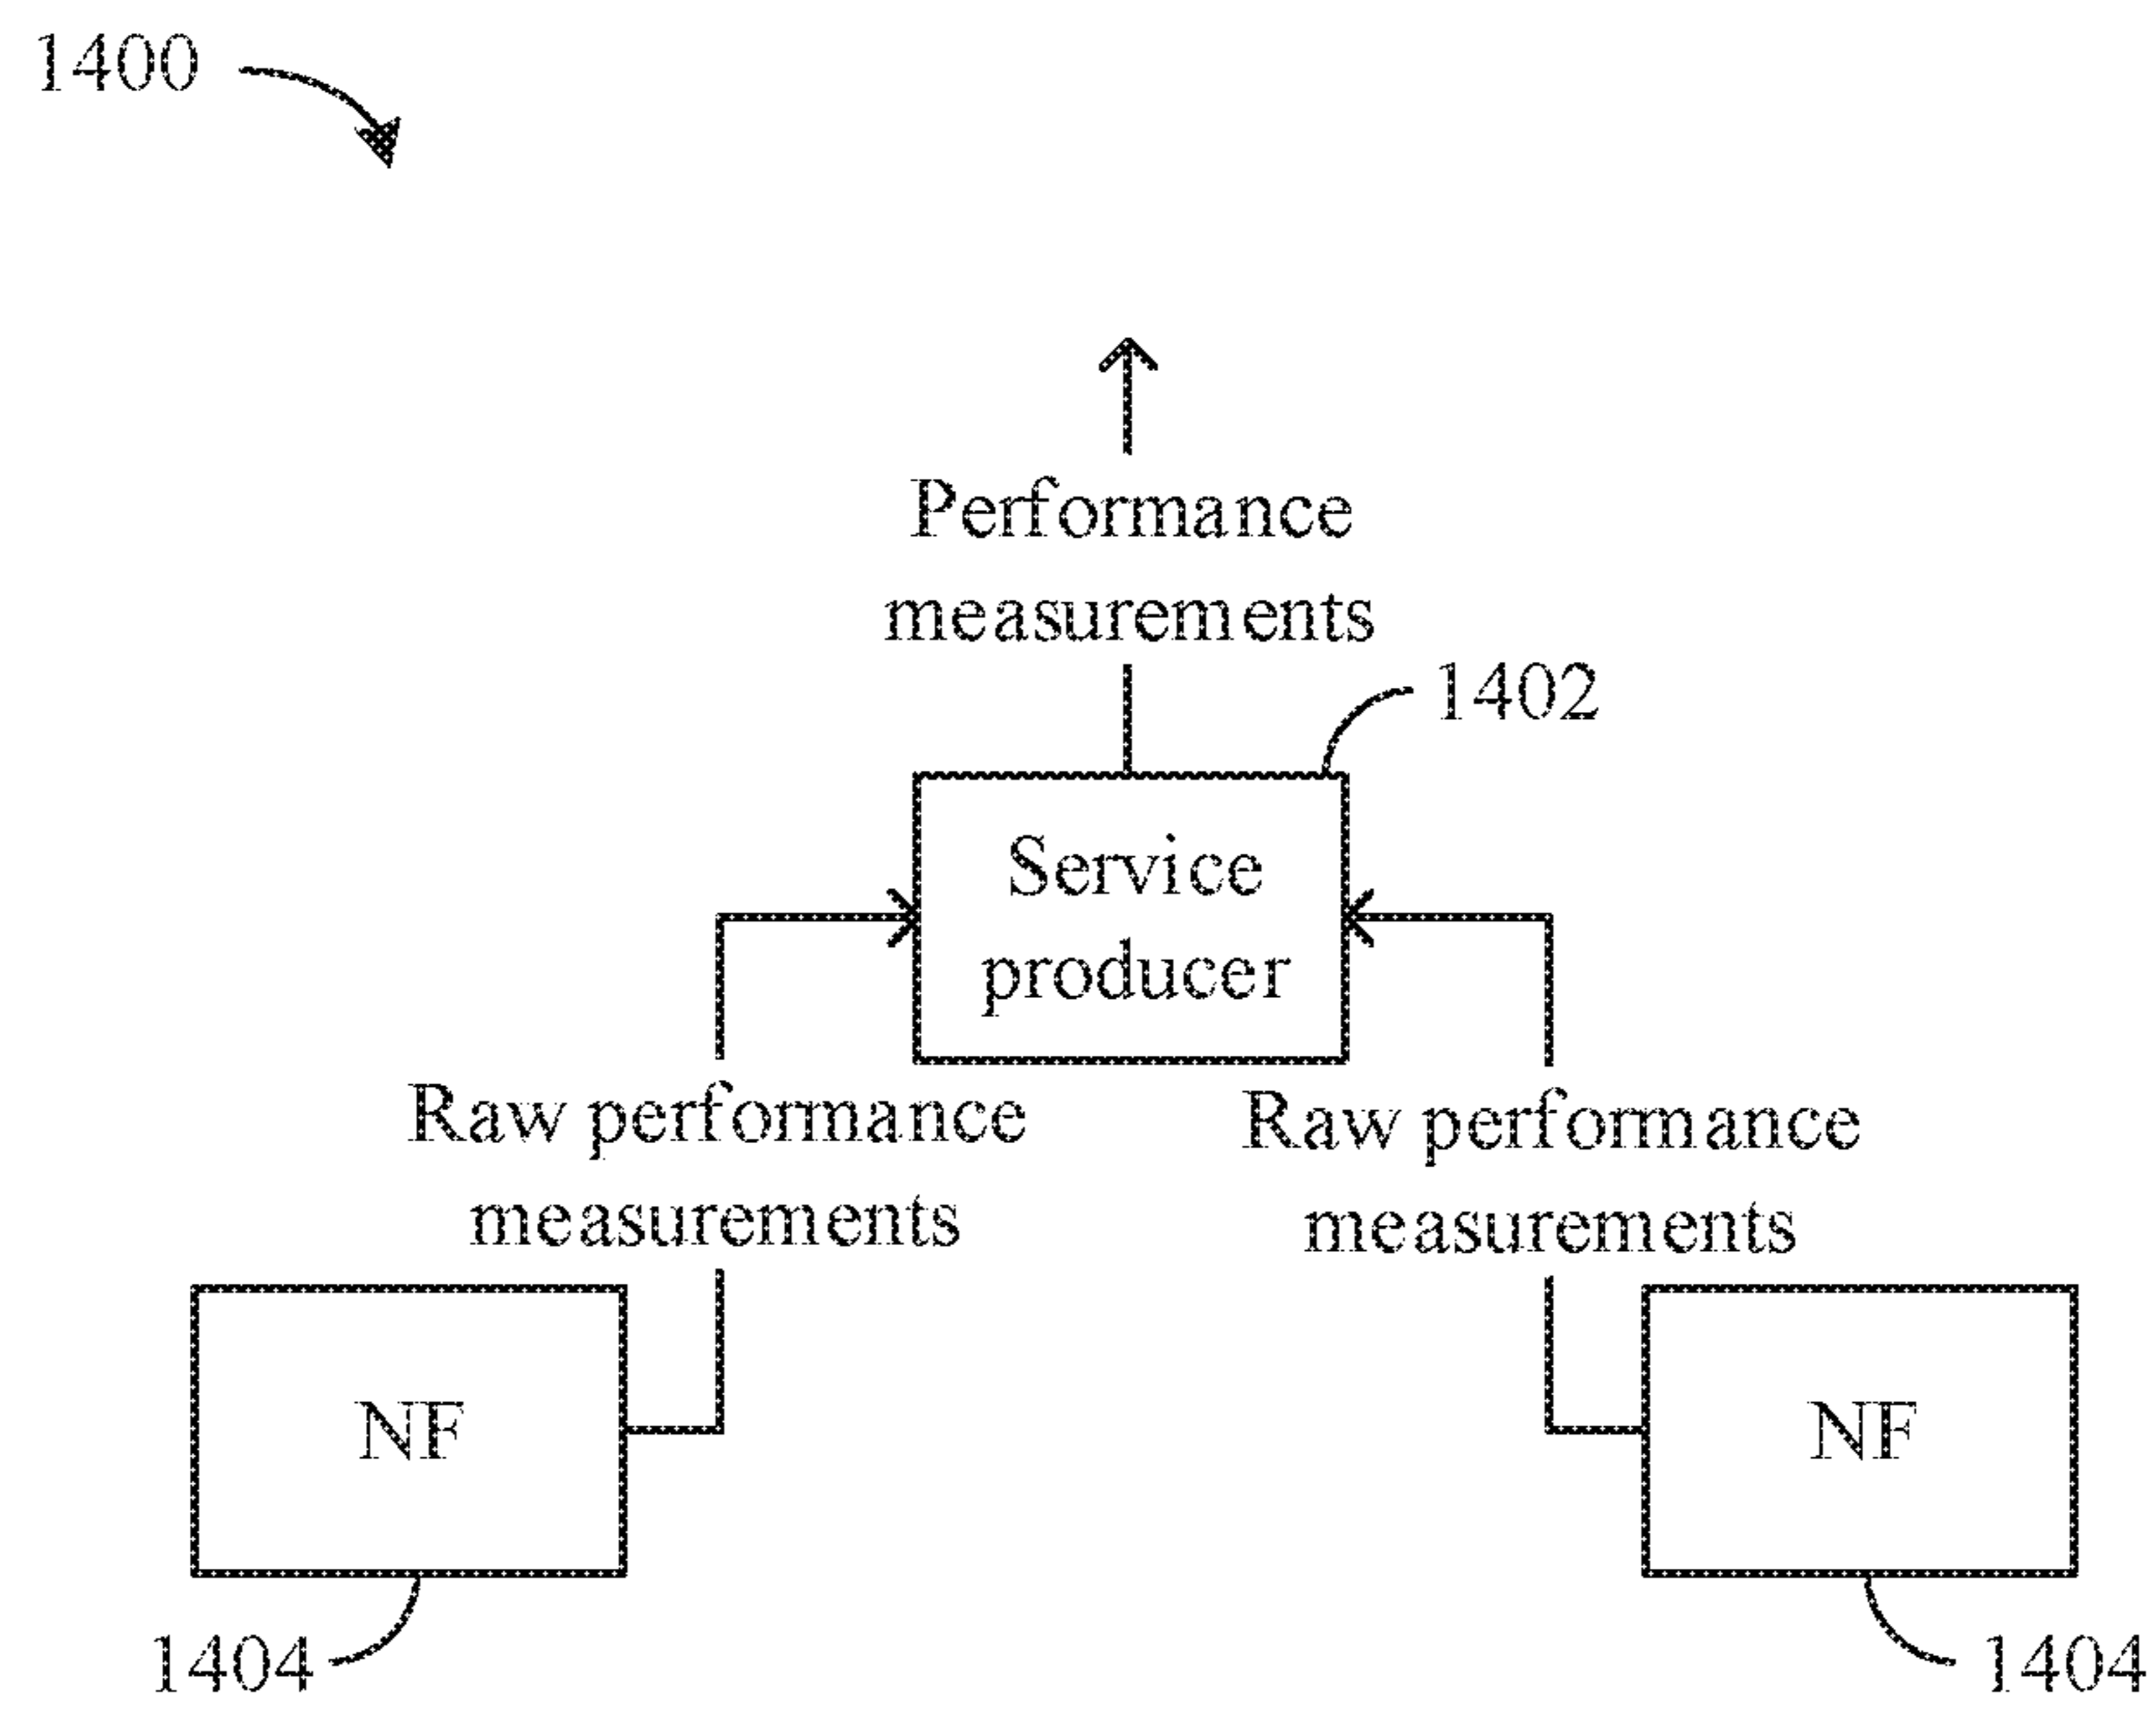 1400
Performance
measurements
1402
Service
producer
Raw performance
measurements
Raw performance
measurements
NF
NF
1404
1404